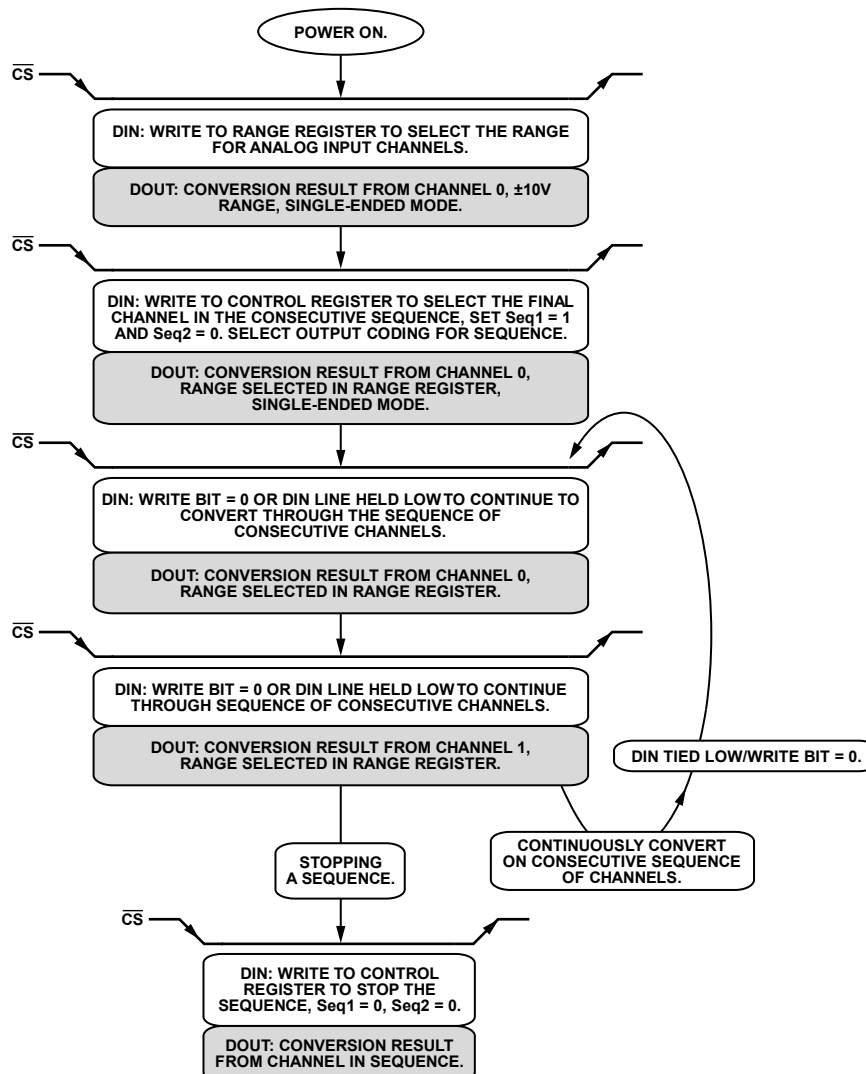 POWER ON.
CS
DIN: WRITE TO RANGE REGISTER TO SELECT THE RANGE
FOR ANALOG INPUT CHANNELS.
DOUT: CONVERSION RESULT FROM CHANNEL 0, ±10V
RANGE, SINGLE-ENDED MODE.
CS
DIN: WRITE TO CONTROL REGISTER TO SELECT THE FINAL
CHANNEL IN THE CONSECUTIVE SEQUENCE, SET Seq1 = 1
AND Seq2 = 0. SELECT OUTPUT CODING FOR SEQUENCE.
DOUT: CONVERSION RESULT FROM CHANNEL 0,
RANGE SELECTED IN RANGE REGISTER,
SINGLE-ENDED MODE.
CS
DIN: WRITE BIT = 0 OR DIN LINE HELD LOW TO CONTINUE TO
CONVERT THROUGH THE SEQUENCE OF
CONSECUTIVE CHANNELS.
DOUT: CONVERSION RESULT FROM CHANNEL 0,
RANGE SELECTED IN RANGE REGISTER.
CS
DIN: WRITE BIT = 0 OR DIN LINE HELD LOW TO CONTINUE
THROUGH SEQUENCE OF CONSECUTIVE CHANNELS.
DOUT: CONVERSION RESULT FROM CHANNEL 1,
RANGE SELECTED IN RANGE REGISTER.
DIN TIED LOW/WRITE BIT = 0.
CONTINUOUSLY CONVERT
ON CONSECUTIVE SEQUENCE
OF CHANNELS.
STOPPING
A SEQUENCE.
CS
DIN: WRITE TO CONTROL
REGISTER TO STOP THE
SEQUENCE, Seq1 = 0, Seq2 = 0.
DOUT: CONVERSION RESULT
FROM CHANNEL IN SEQUENCE.